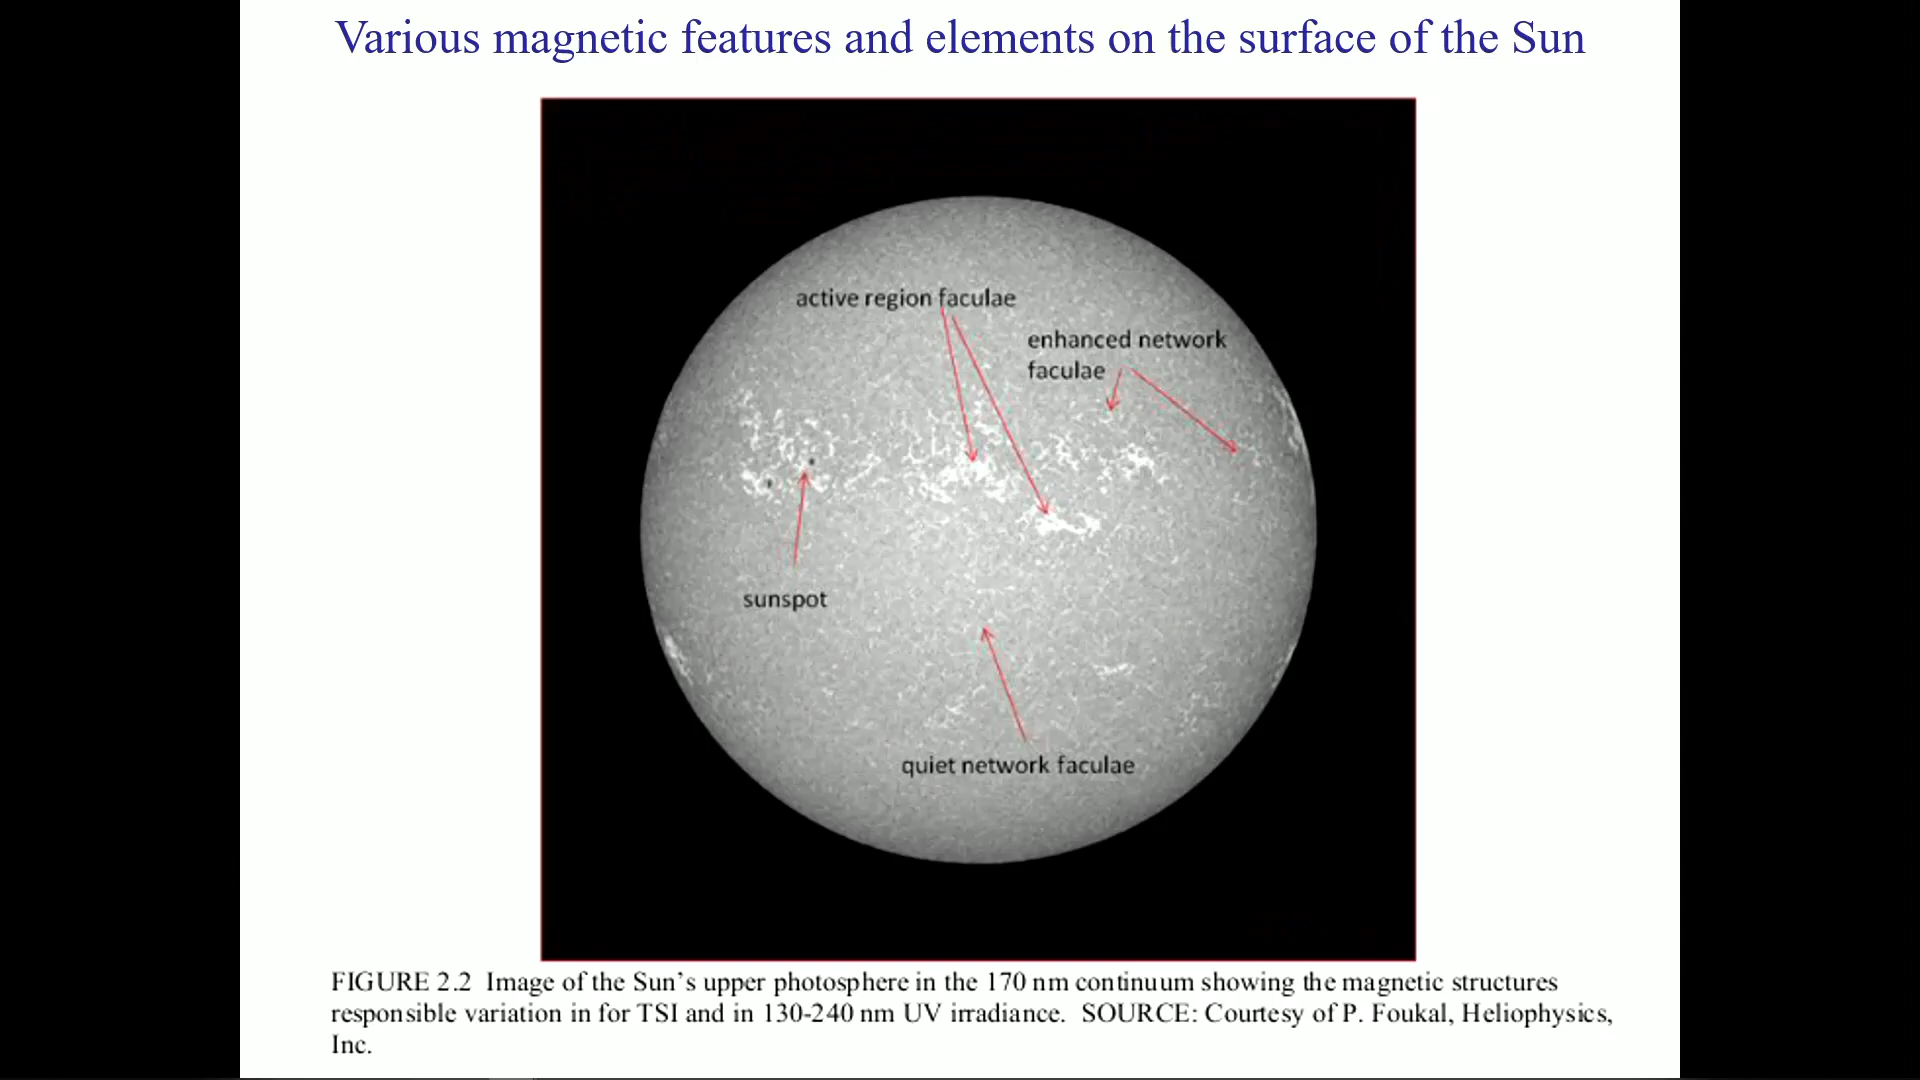 Various magnetic features and elements on the surface of the Sun
active region faculae
enhanced network
faculae
sunspot
quiet network faculae
FIGURE 2.2 Image of the Sun’s upper photosphere in the 170 nm continuum showing the magnetic structures
responsible variation in for TSI and in 130-240 nm UV irradiance. SOURCE: Courtesy of P. Foukal, Heliophysics,
Inc.